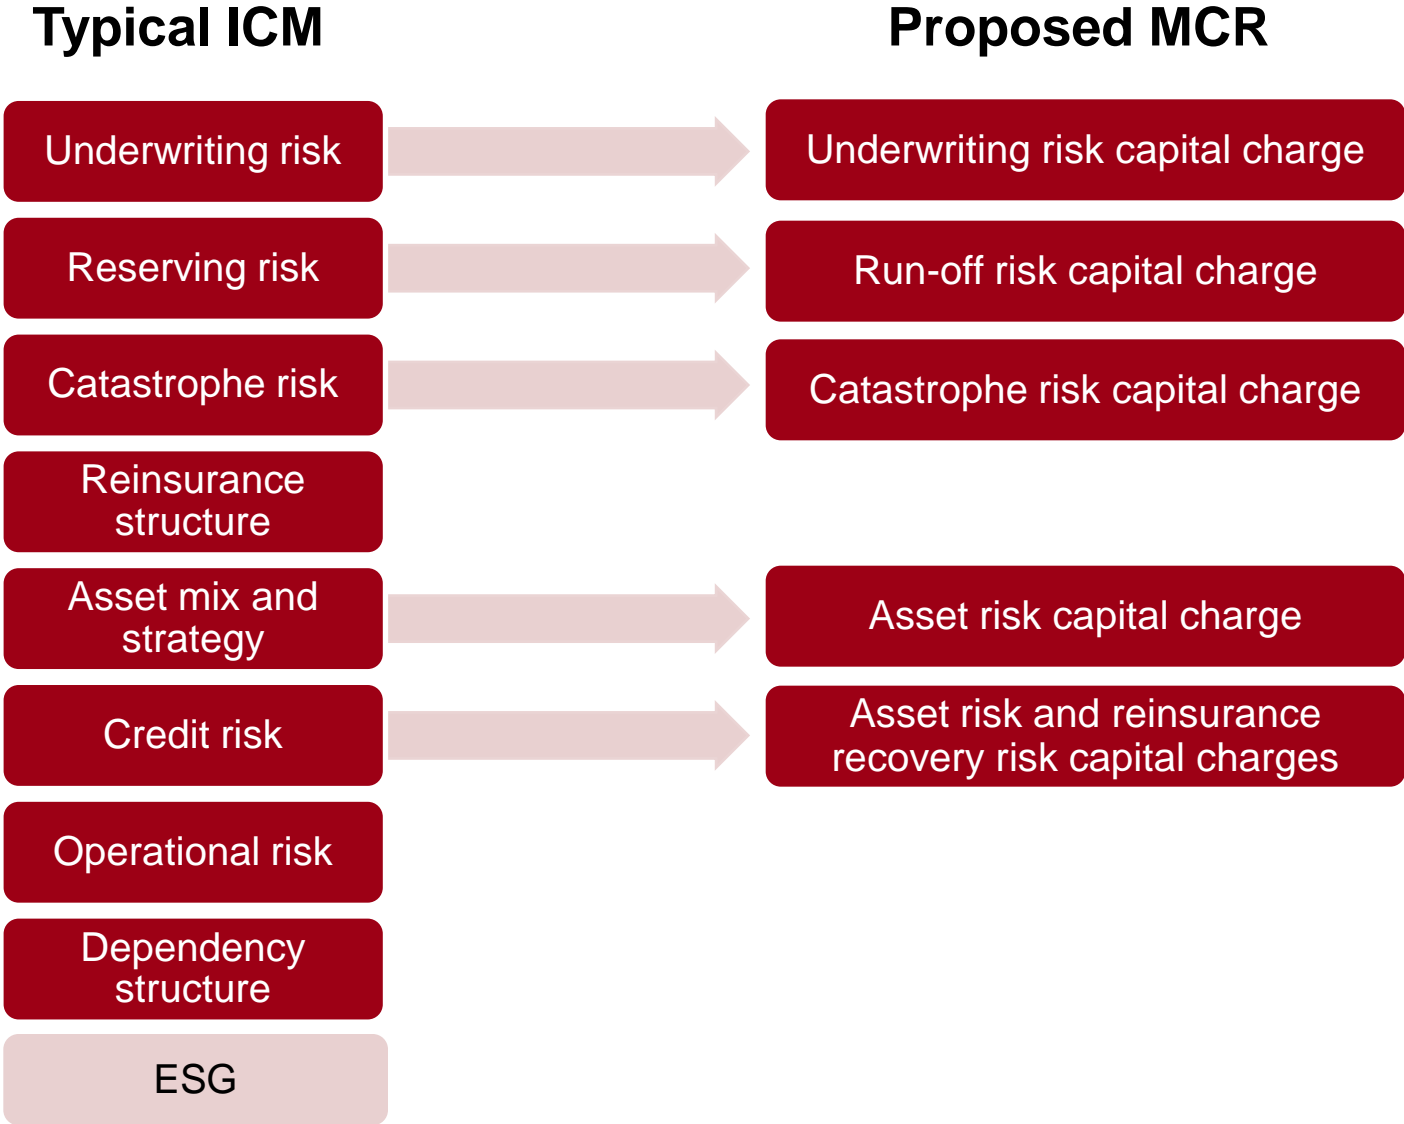 Typical ICM
Proposed MCR
Underwriting risk
Underwriting risk capital charge
Reserving risk
Run-off risk capital charge
Catastrophe risk
Catastrophe risk capital charge
Reinsurance
structure
Asset mix and
strategy
Asset risk capital charge
Credit risk
Asset risk and reinsurance
recovery risk capital charges
Operational risk
Dependency
structure
ESG